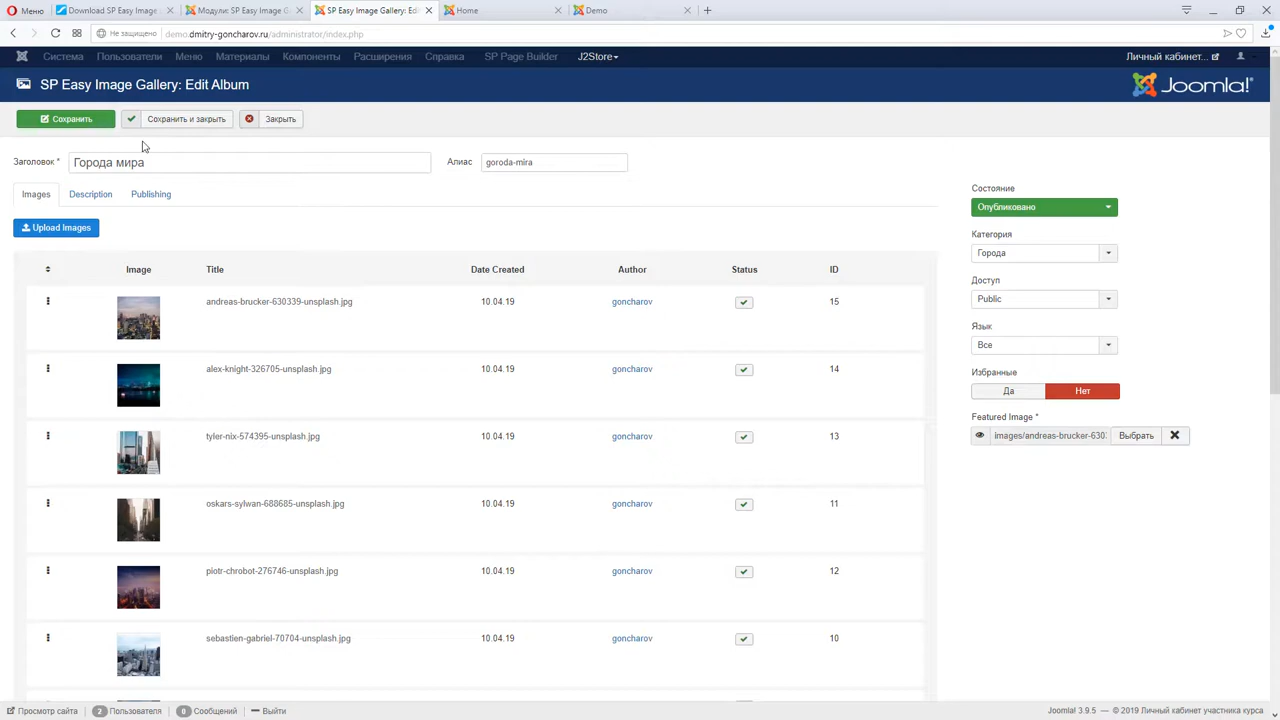 Меню
Download SP Easy Image
Модули: SP Easy Image G
SP Easy Image Gallery: Edi
Home
Demo
Не защищено
demo.dmitry-goncharov.ru/administrator/index.php
Система Пользователи Меню Материалы Компоненты Расширения Справка SP Page Builder J2Store
Личный кабинет...
SP Easy Image Gallery: Edit Album
Joomla!®
Сохранить
Сохранить и закрыть
Закрыть
Заголовок *
Города мира
Алиас
goroda-mira
Images Description Publishing
Upload Images
Image Title Date Created Author Status ID
andreas-brucker-630339-unsplash.jpg 10.04.19 goncharov 15
alex-knight-326705-unsplash.jpg 10.04.19 goncharov 14
tyler-nix-574395-unsplash.jpg 10.04.19 goncharov 13
oskars-sylwan-688685-unsplash.jpg 10.04.19 goncharov 11
piotr-chrobot-276746-unsplash.jpg 10.04.19 goncharov 12
sebastien-gabriel-70704-unsplash.jpg 10.04.19 goncharov 10
Состояние
Опубликовано
Категория
Города
Доступ
Public
Язык
Все
Избранные
Да Нет
Featured Image *
images/andreas-brucker-630
Выбрать
Просмотр сайта
2 Пользователя
0 Сообщений
Выйти
Joomla! 3.9.5 — © 2019 Личный кабинет участника курса